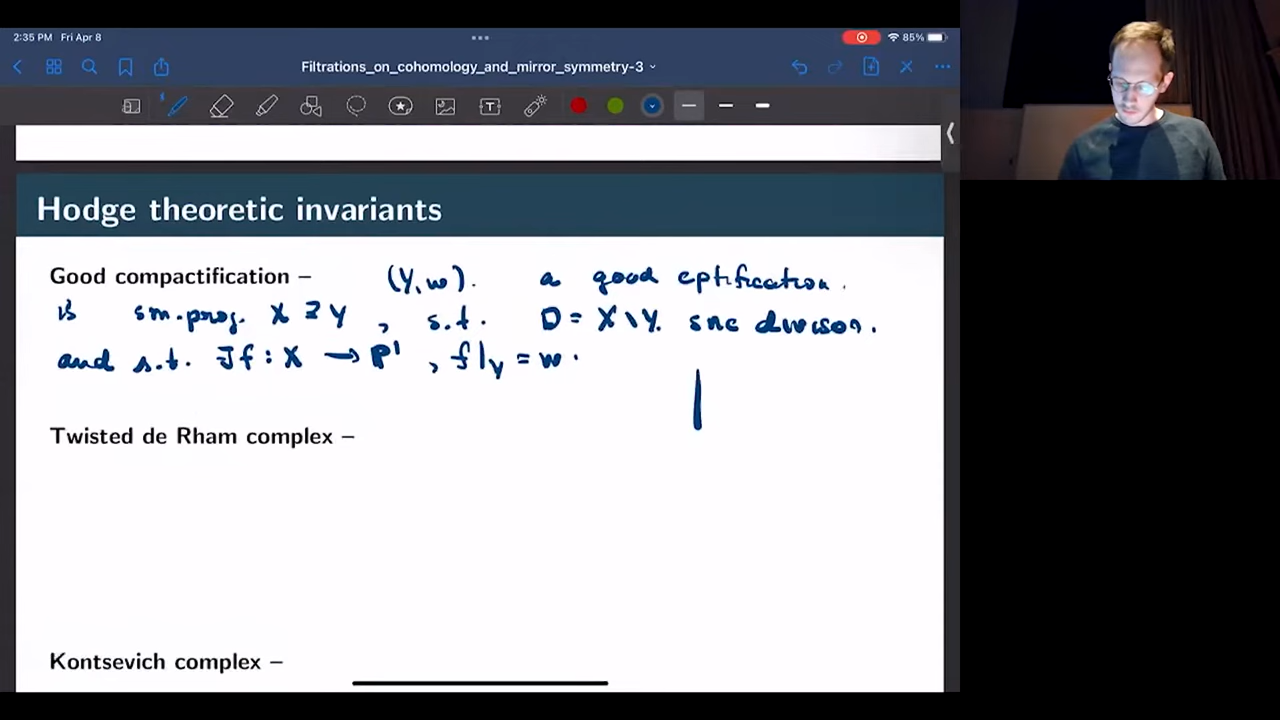 2:35 PM Fri Apr 8
85%
Filtrations_on_cohomology_and_mirror_symmetry-3
Hodge theoretic invariants
Good compactification – (Y, w). a good cptification.
is sm. proj. X ⊇ Y, s.t. D = X \ Y. snc divisor.
and s.t. ∃ f : X → P¹, f|_Y = w.
Twisted de Rham complex –
Kontsevich complex –